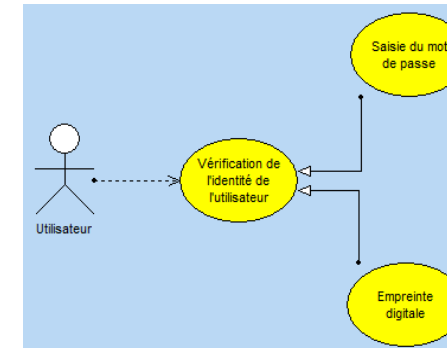 Saisie du mot
de passe
Vérification de
l'identité de
l'utilisateur
Utilisateur
Empreinte
digitale